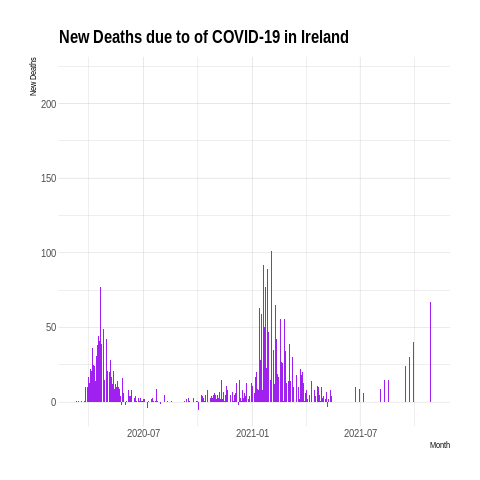 New Deaths due to of COVID-19 in Ireland
New Deaths
200
150
100
50
0
2020-07
2021-01
2021-07
Month